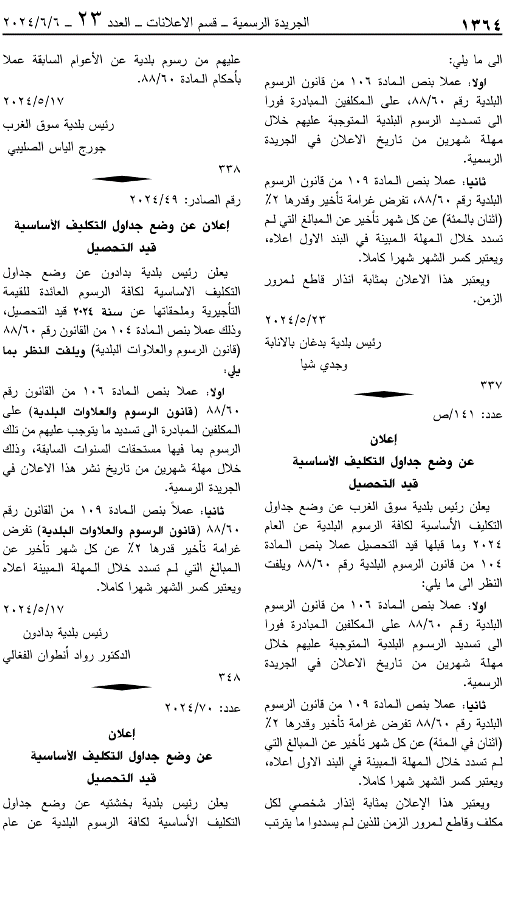 ١٣٦٤
الجريدة الرسمية ــ قسم الاعلانات ــ العدد ٢٣ ــ ٢٠٢٤/٦/٦
الى ما يلي:
اولا: عملا بنص المادة ١٠٦ من قانون الرسوم
البلدية رقم ٨٨/٦٠، على المكلفين المبادرة فورا
الى تسديد الرسوم البلدية المتوجبة عليهم خلال
مهلة شهرين من تاريخ الاعلان في الجريدة
الرسمية.
ثانيا: عملا بنص المادة ١٠٩ من قانون الرسوم
البلدية رقم ٨٨/٦٠، تفرض غرامة تأخير وقدرها ٢٪
(اثنان بالمئة) عن كل شهر تأخير عن المبالغ التي لم
تسدد خلال المهلة المبينة في البند الاول اعلاه،
ويعتبر كسر الشهر شهرا كاملا.
ويعتبر هذا الاعلان بمثابة انذار قاطع لمرور
الزمن.
٢٠٢٤/٥/٢٣
رئيس بلدية بدغان بالانابة
وجدي شيا
٣٣٧
عدد: ١٤١/ص
إعلان
عن وضع جداول التكليف الأساسية
قيد التحصيل
يعلن رئيس بلدية سوق الغرب عن وضع جداول
التكليف الأساسية لكافة الرسوم البلدية عن العام
٢٠٢٤ وما قبلها قيد التحصيل عملا بنص المادة
١٠٤ من قانون الرسوم البلدية رقم ٨٨/٦٠ ويلفت
النظر الى ما يلي:
اولا: عملا بنص المادة ١٠٦ من قانون الرسوم
البلدية رقم ٨٨/٦٠ على المكلفين المبادرة فورا
الى تسديد الرسوم البلدية المتوجبة عليهم خلال
مهلة شهرين من تاريخ الاعلان في الجريدة
الرسمية.
ثانيا: عملا بنص المادة ١٠٩ من قانون الرسوم
البلدية رقم ٨٨/٦٠ تفرض غرامة تأخير وقدرها ٢٪
(اثنان في المئة) عن كل شهر تأخير عن المبالغ التي
لم تسدد خلال المهلة المبينة في البند الاول اعلاه،
ويعتبر كسر الشهر شهرا كاملا.
ويعتبر هذا الإعلان بمثابة إنذار شخصي لكل
مكلف وقاطع لمرور الزمن للذين لم يسددوا ما يترتب
عليهم من رسوم بلدية عن الأعوام السابقة عملا
بأحكام المادة ٨٨/٦٠.
٢٠٢٤/٥/١٧
رئيس بلدية سوق الغرب
جورج الياس الصليبي
٣٣٨
رقم الصادر: ٢٠٢٤/٤٩
إعلان عن وضع جداول التكليف الأساسية
قيد التحصيل
يعلن رئيس بلدية بدادون عن وضع جداول
التكليف الاساسية لكافة الرسوم العائدة للقيمة
التأجيرية وملحقاتها عن سنة ٢٠٢٤ قيد التحصيل،
وذلك عملا بنص المادة ١٠٤ من القانون رقم ٨٨/٦٠
(قانون الرسوم والعلاوات البلدية) ويلفت النظر بما
يلي:
اولا: عملا بنص المادة ١٠٦ من القانون رقم
٨٨/٦٠ (قانون الرسوم والعلاوات البلدية) على
المكلفين المبادرة الى تسديد ما يتوجب عليهم من تلك
الرسوم بما فيها مستحقات السنوات السابقة، وذلك
خلال مهلة شهرين من تاريخ نشر هذا الاعلان في
الجريدة الرسمية.
ثانيا: عملاً بنص المادة ١٠٩ من القانون رقم
٨٨/٦٠ (قانون الرسوم والعلاوات البلدية) تفرض
غرامة تأخير قدرها ٢٪ عن كل شهر تأخير عن
المبالغ التي لم تسدد خلال المهلة المبينة اعلاه
ويعتبر كسر الشهر شهرا كاملا.
٢٠٢٤/٥/١٧
رئيس بلدية بدادون
الدكتور رواد أنطوان الفغالي
٣٤٨
عدد: ٢٠٢٤/٧٠
إعلان
عن وضع جداول التكليف الأساسية
قيد التحصيل
يعلن رئيس بلدية بخشتيه عن وضع جداول
التكليف الأساسية لكافة الرسوم البلدية عن عام